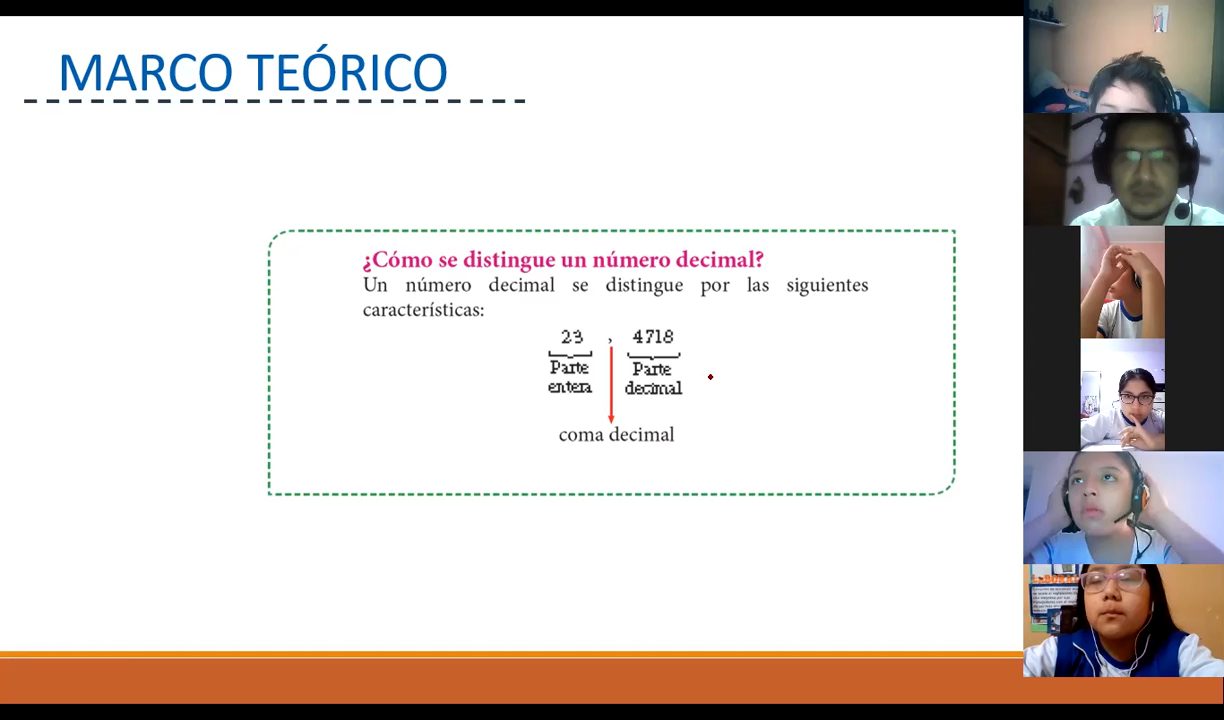 MARCO TEÓRICO
¿Cómo se distingue un número decimal?
Un número decimal se distingue por las siguientes
características:
23 , 4718
Parte Parte
entera decimal
coma decimal